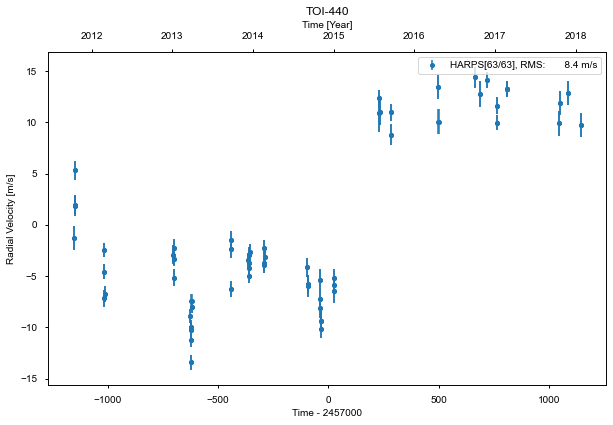 TOI-440
Time [Year]
2012 2013 2014 2015 2016 2017 2018
HARPS[63/63], RMS: 8.4 m/s
15
10
5
0
−5
−10
−15
Radial Velocity [m/s]
−1000 −500 0 500 1000
Time - 2457000